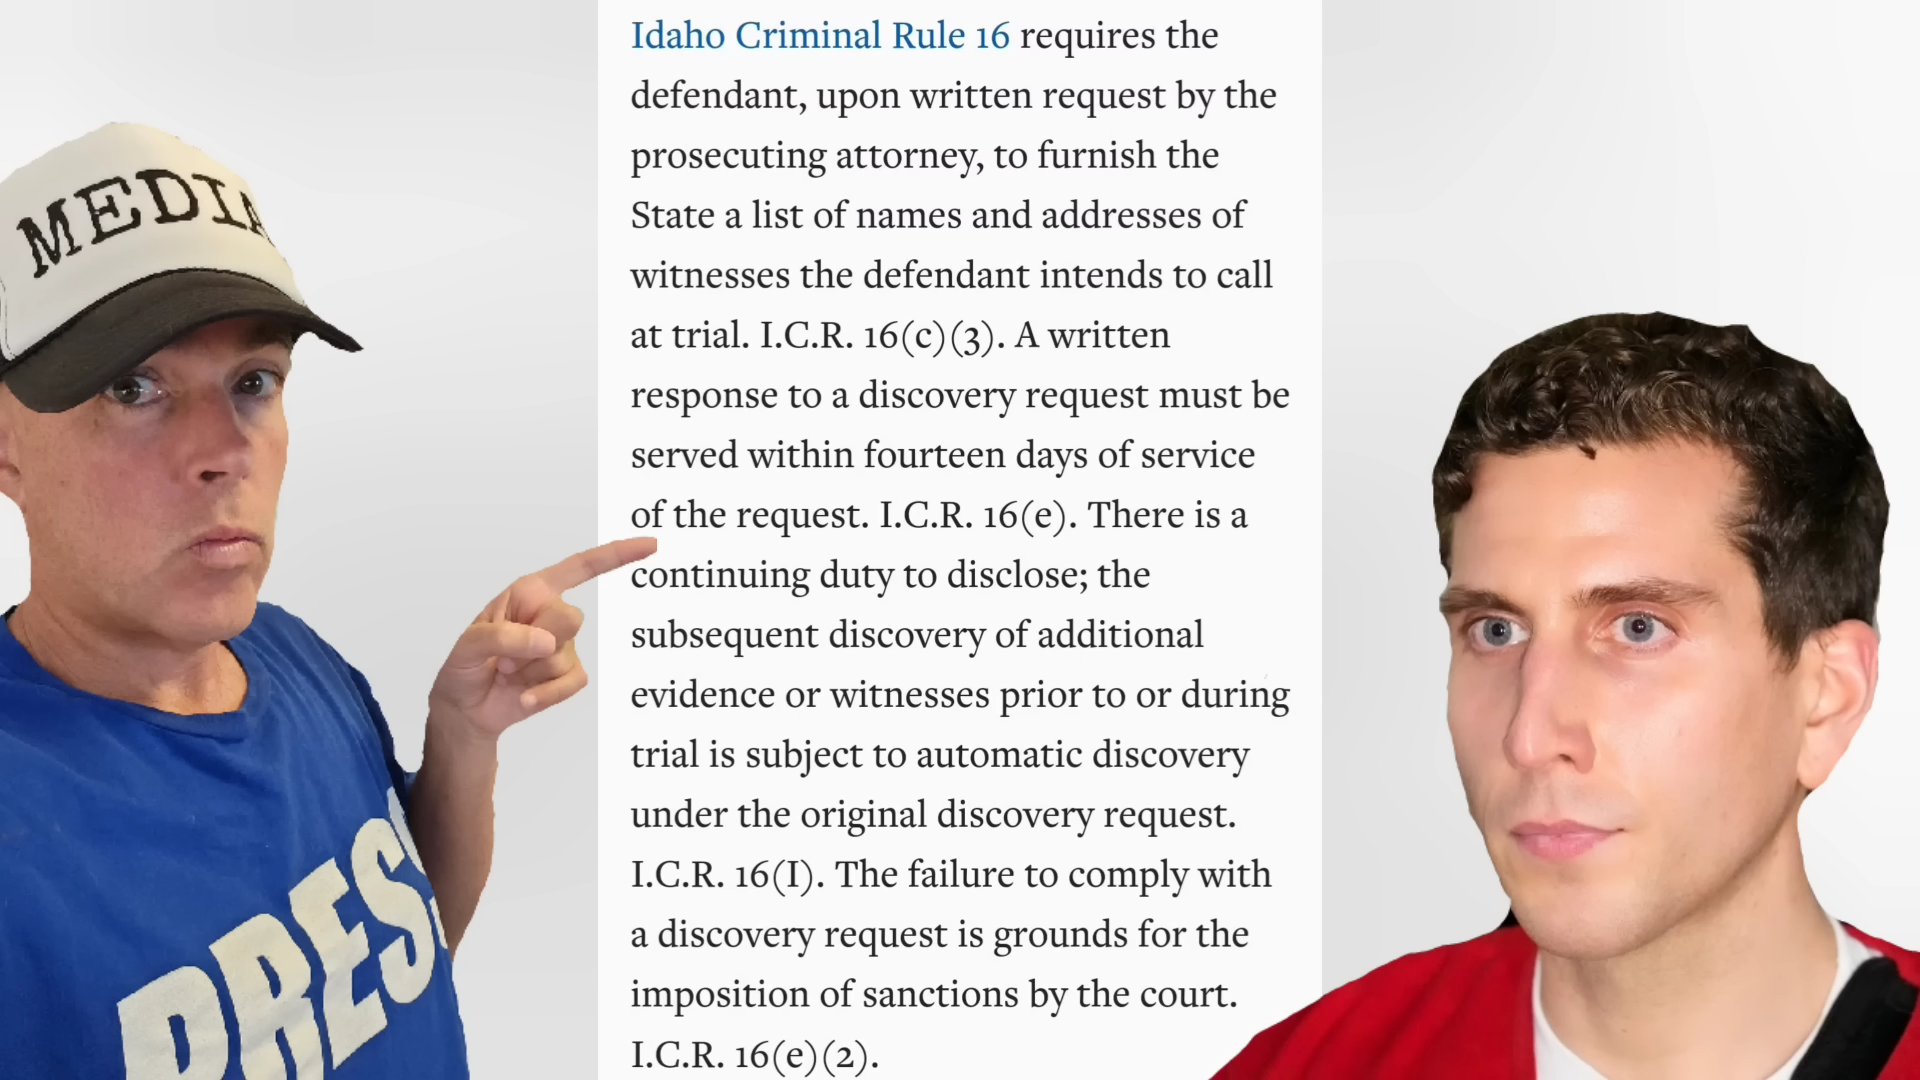 MEDIA
PRESS
Idaho Criminal Rule 16 requires the
defendant, upon written request by the
prosecuting attorney, to furnish the
State a list of names and addresses of
witnesses the defendant intends to call
at trial. I.C.R. 16(c)(3). A written
response to a discovery request must be
served within fourteen days of service
of the request. I.C.R. 16(e). There is a
continuing duty to disclose; the
subsequent discovery of additional
evidence or witnesses prior to or during
trial is subject to automatic discovery
under the original discovery request.
I.C.R. 16(I). The failure to comply with
a discovery request is grounds for the
imposition of sanctions by the court.
I.C.R. 16(e)(2).